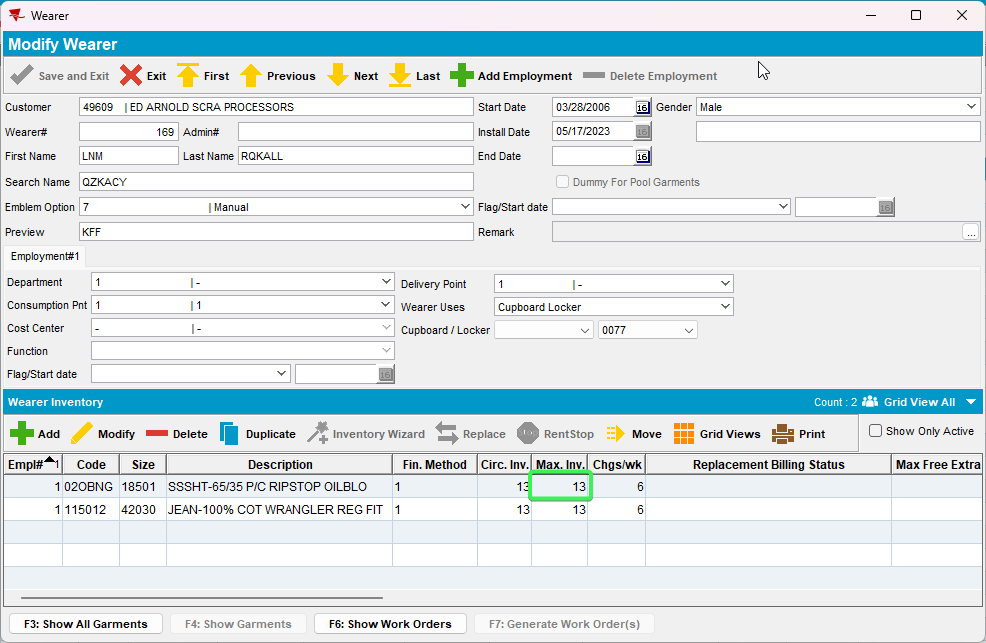 Wearer
Modify Wearer
Save and Exit Exit First Previous Next Last Add Employment Delete Employment
Customer 49609 | ED ARNOLD SCRA PROCESSORS Start Date 03/28/2006 16 Gender Male
Wearer# 169 Admin# Install Date 05/17/2023 16
First Name LNM Last Name RQKALL End Date 16
Search Name QZKACY Dummy For Pool Garments
Emblem Option 7 | Manual Flag/Start date 16
Preview KFF Remark ...
Employment#1
Department 1 | - Delivery Point 1 | -
Consumption Pnt 1 | 1 Wearer Uses Cupboard Locker
Cost Center - | - Cupboard / Locker 0077
Function
Flag/Start date 16
Wearer Inventory Count : 2 Grid View All
Add Modify Delete Duplicate Inventory Wizard Replace RentStop Move Grid Views Print Show Only Active
Empl# 1 Code Size Description Fin. Method Circ. Inv. Max. Inv. Chgs/wk Replacement Billing Status Max Free Extra
1 02OBNG 18501 SSSHT-65/35 P/C RIPSTOP OILBLO 1 13 13 6
1 115012 42030 JEAN-100% COT WRANGLER REG FIT 1 13 13 6
F3: Show All Garments F4: Show Garments F6: Show Work Orders F7: Generate Work Order(s)